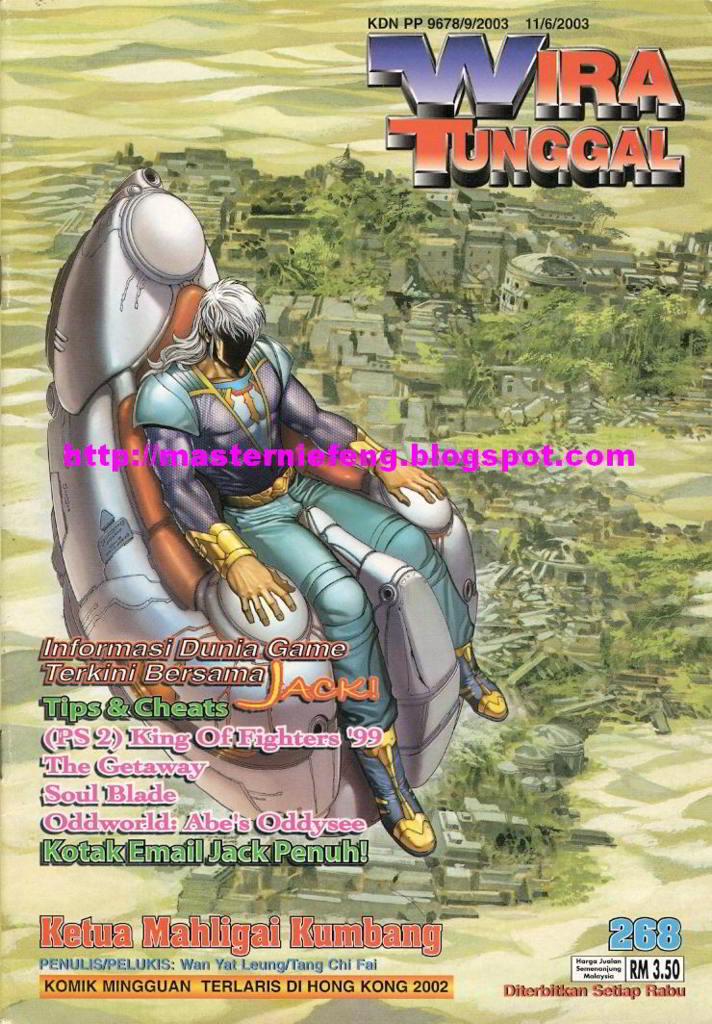 KDN PP 9678/9/2003 11/6/2003
WIRA
TUNGGAL
http://masterniefeng.blogspot.com
Informasi Dunia Game
Terkini Bersama JACK!
Tips & Cheats
(PS 2) King Of Fighters '99
The Getaway
Soul Blade
Oddworld: Abe's Oddysee
Kotak Email Jack Penuh!
Ketua Mahligai Kumbang
PENULIS/PELUKIS: Wan Yat Leung/Tang Chi Fai
KOMIK MINGGUAN TERLARIS DI HONG KONG 2002
268
Harga Jualan
Semenanjung
Malaysia
RM 3.50
Diterbitkan Setiap Rabu